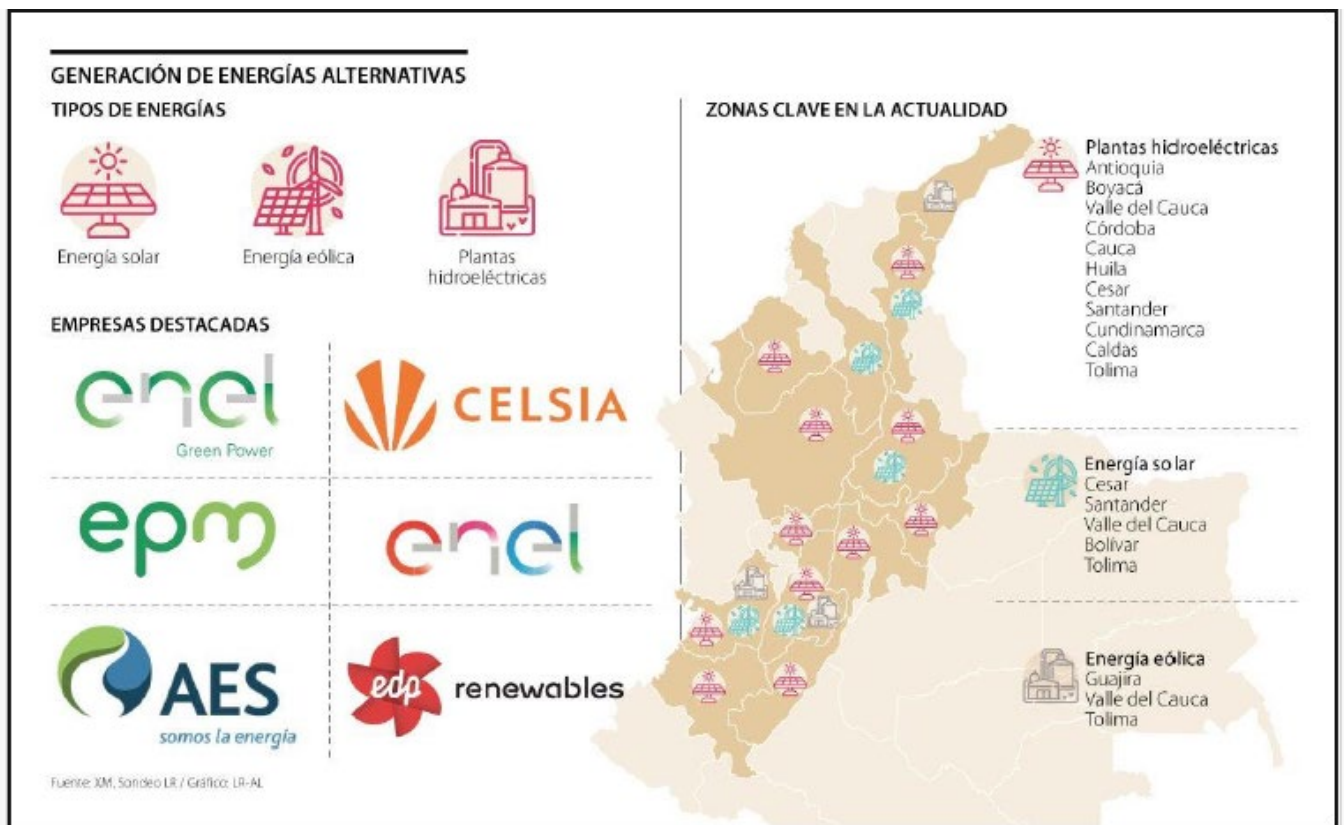 GENERACIÓN DE ENERGÍAS ALTERNATIVAS
TIPOS DE ENERGÍAS
Energía solar
Energía eólica
Plantas
hidroeléctricas
EMPRESAS DESTACADAS
enel
Green Power
CELSIA
epm
enel
AES
somos la energía
edp renewables
Fuente: XM, Sondeo LR / Gráfico: LR-AL
ZONAS CLAVE EN LA ACTUALIDAD
Plantas hidroeléctricas
Antioquia
Boyacá
Valle del Cauca
Córdoba
Cauca
Huila
Cesar
Santander
Cundinamarca
Caldas
Tolima
Energía solar
Cesar
Santander
Valle del Cauca
Bolívar
Tolima
Energía eólica
Guajira
Valle del Cauca
Tolima